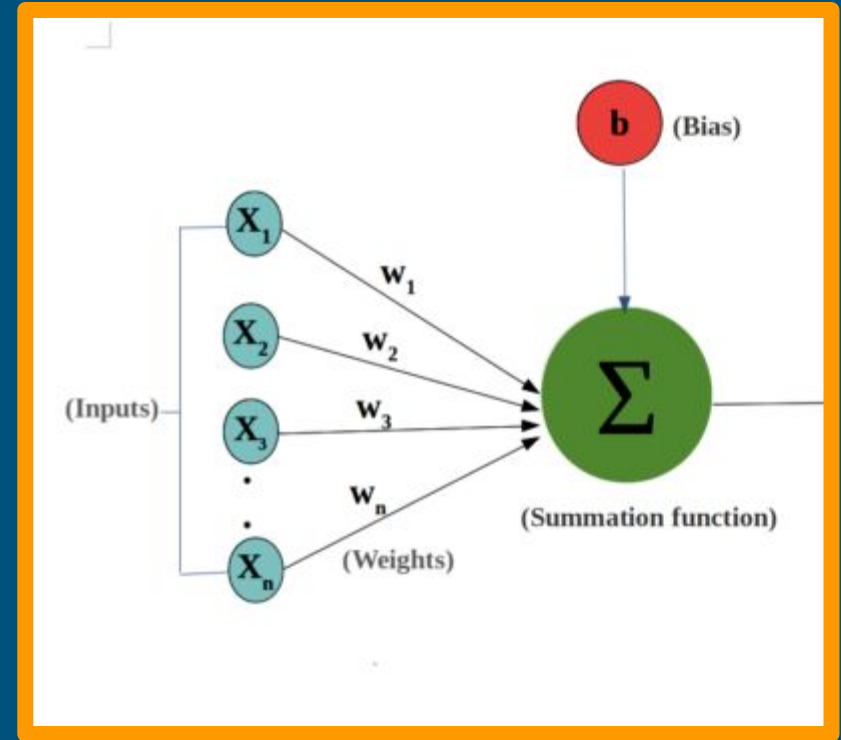 b (Bias)
X1
w1
X2
w2
(Inputs)
X3
w3
Σ
.
.
wn
(Summation function)
Xn
(Weights)